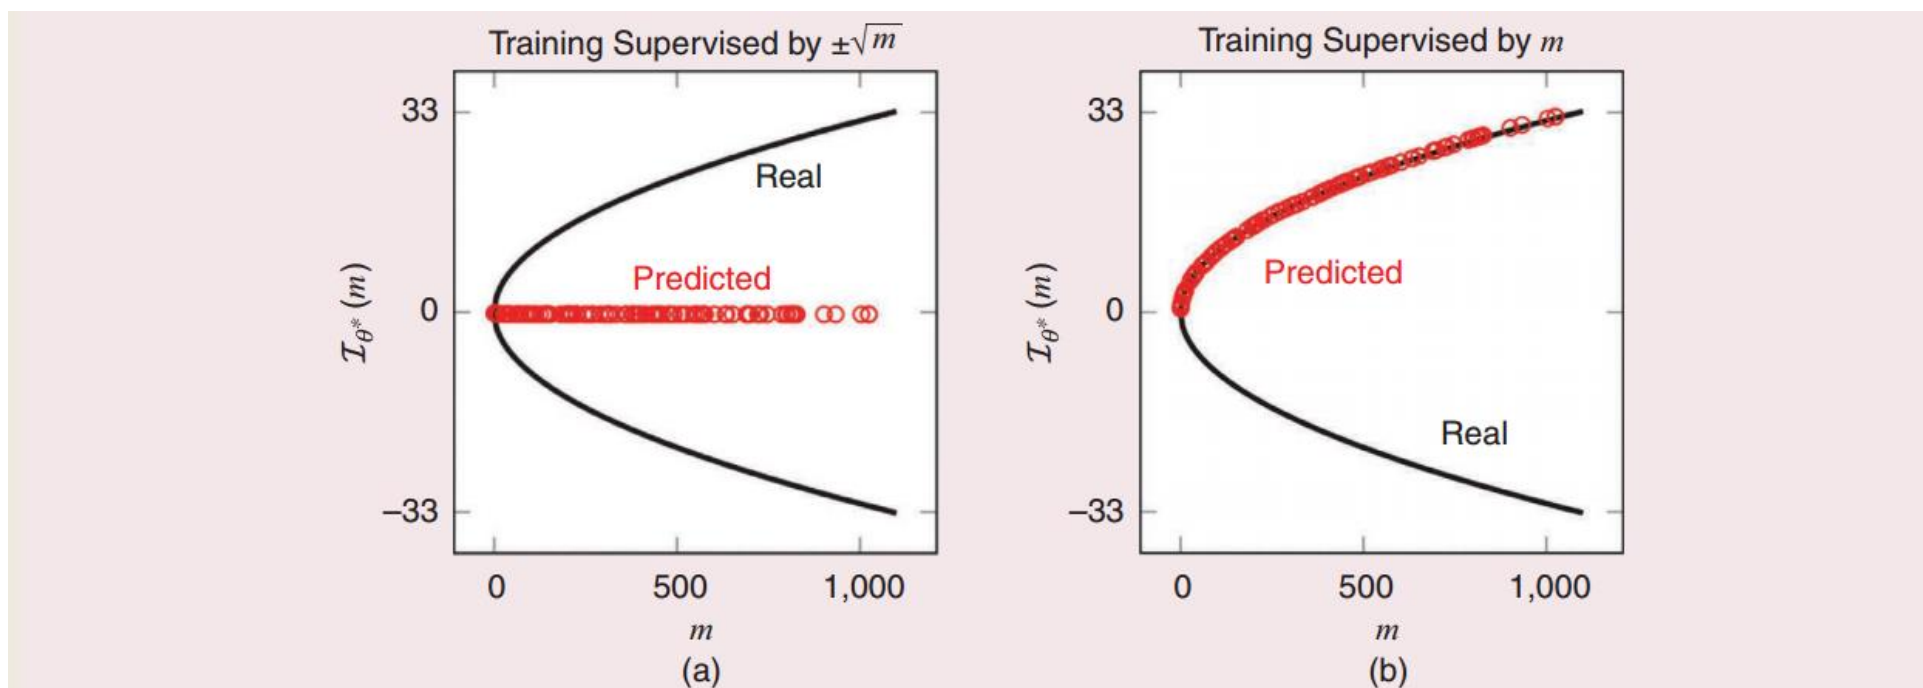 Training Supervised by ±√m
33
Real
Predicted
0
ℐθ* (m)
−33
0 500 1,000
m
(a)
Training Supervised by m
33
Predicted
0
ℐθ* (m)
Real
−33
0 500 1,000
m
(b)